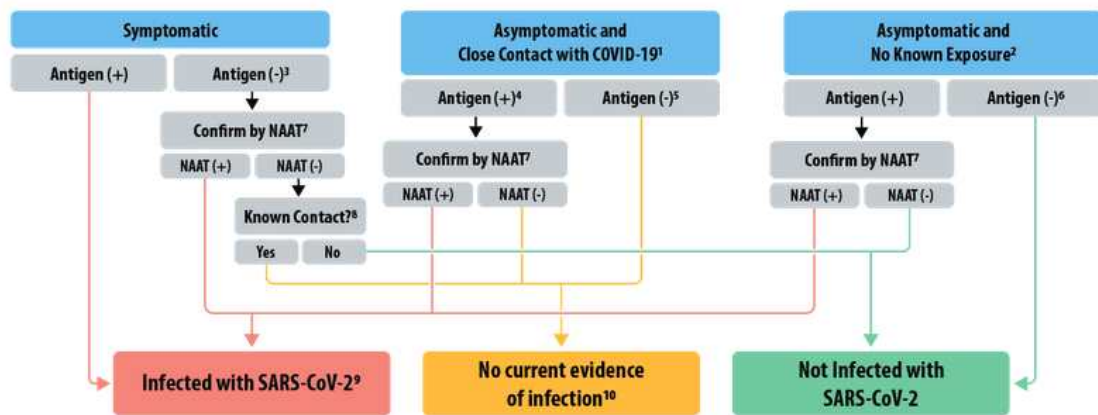 Symptomatic
Asymptomatic and
Close Contact with COVID-19¹
Asymptomatic and
No Known Exposure²
Antigen (+)
Antigen (-)³
Antigen (+)⁴
Antigen (-)⁵
Antigen (+)
Antigen (-)⁶
Confirm by NAAT⁷
Confirm by NAAT⁷
Confirm by NAAT⁷
NAAT (+)
NAAT (-)
NAAT (+)
NAAT (-)
NAAT (+)
NAAT (-)
Known Contact?⁸
Yes
No
Infected with SARS-CoV-2⁹
No current evidence
of infection¹⁰
Not Infected with
SARS-CoV-2